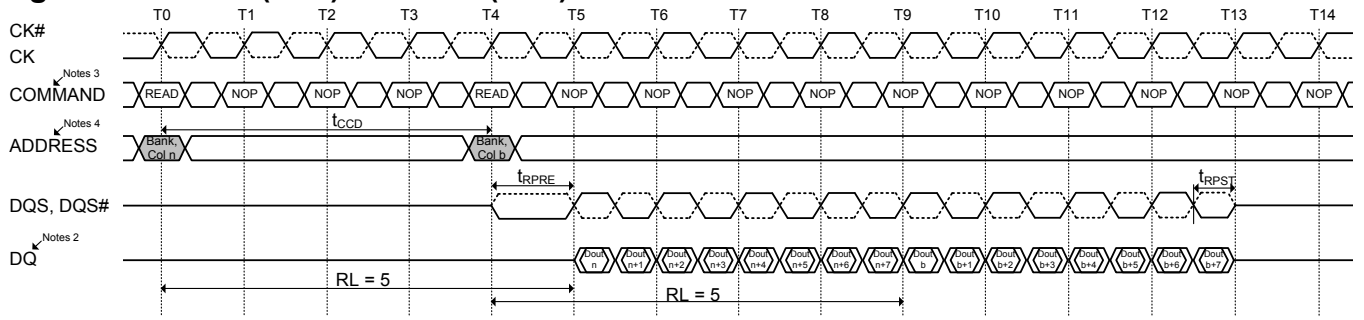 T0 T1 T2 T3 T4 T5 T6 T7 T8 T9 T10 T11 T12 T13 T14
CK#
CK
Notes 3
COMMAND READ NOP NOP NOP READ NOP NOP NOP NOP NOP NOP NOP NOP NOP NOP
tCCD
Notes 4
ADDRESS Bank, Col n Bank, Col b
tRPRE tRPST
DQS, DQS#
Notes 2
DQ Dout n Dout n+1 Dout n+2 Dout n+3 Dout n+4 Dout n+5 Dout n+6 Dout n+7 Dout b Dout b+1 Dout b+2 Dout b+3 Dout b+4 Dout b+5 Dout b+6 Dout b+7
RL = 5
RL = 5